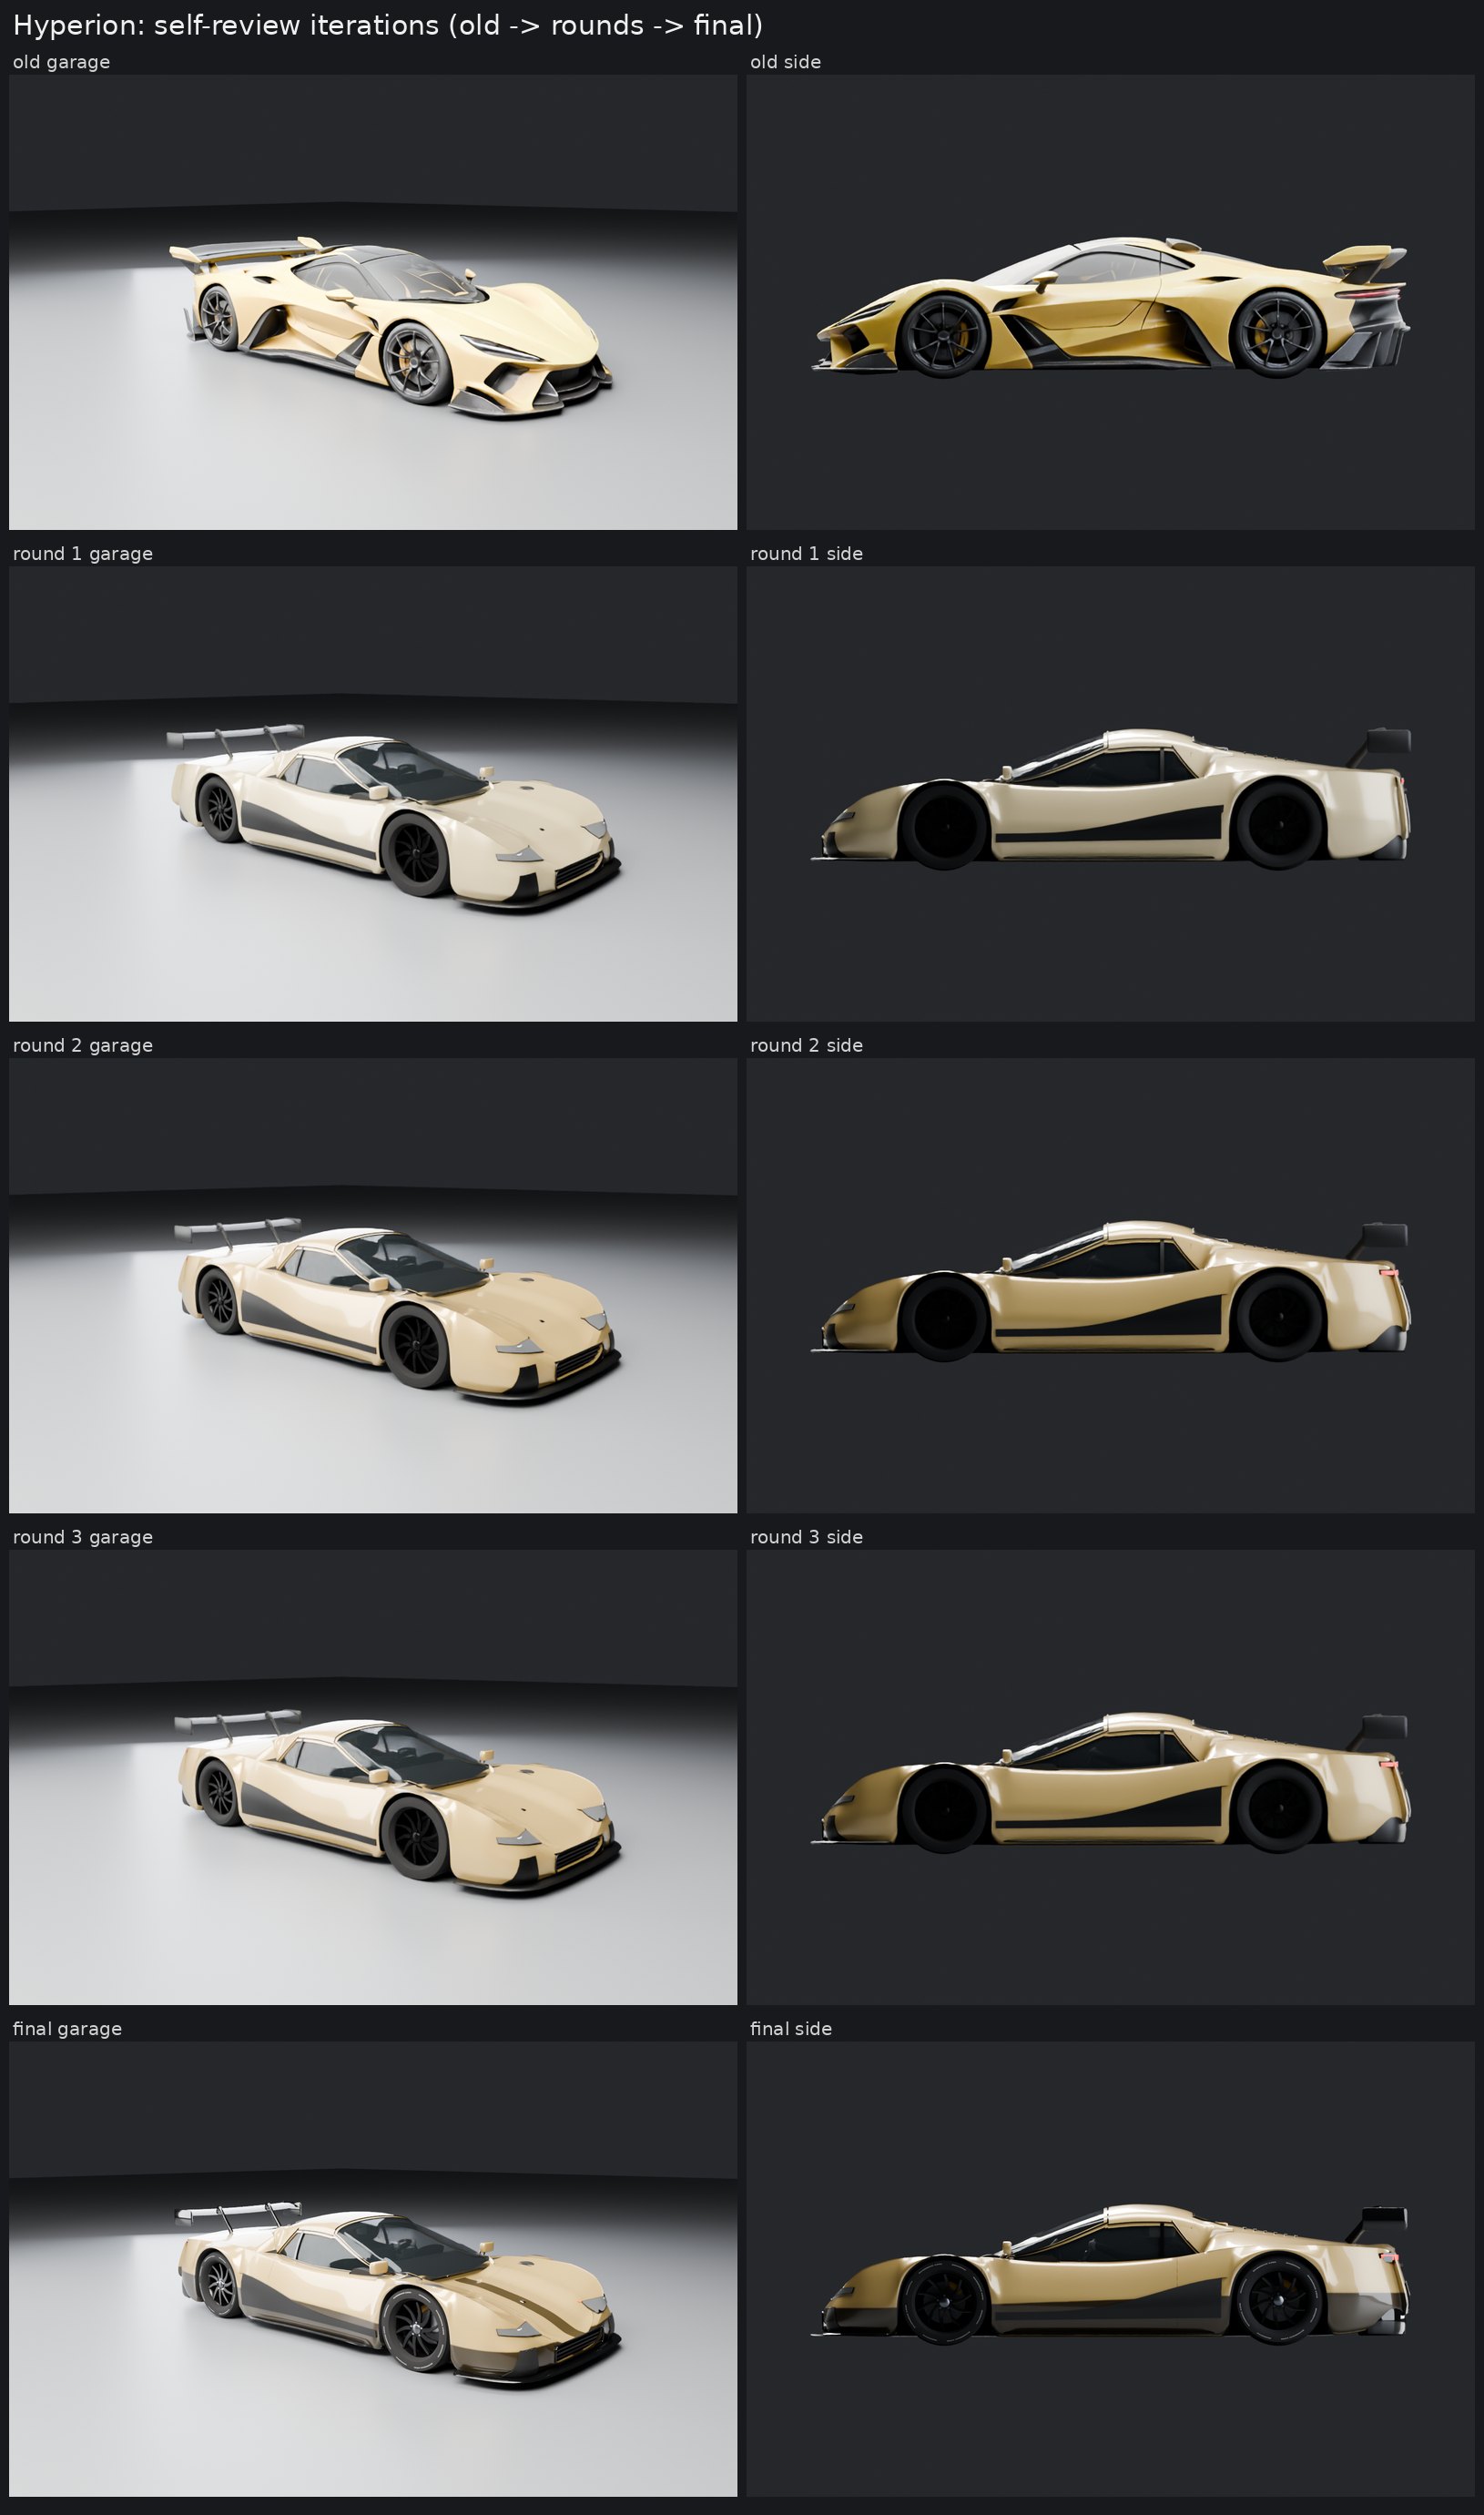 Hyperion: self-review iterations (old -> rounds -> final)
old garage
old side
round 1 garage
round 1 side
round 2 garage
round 2 side
round 3 garage
round 3 side
final garage
final side